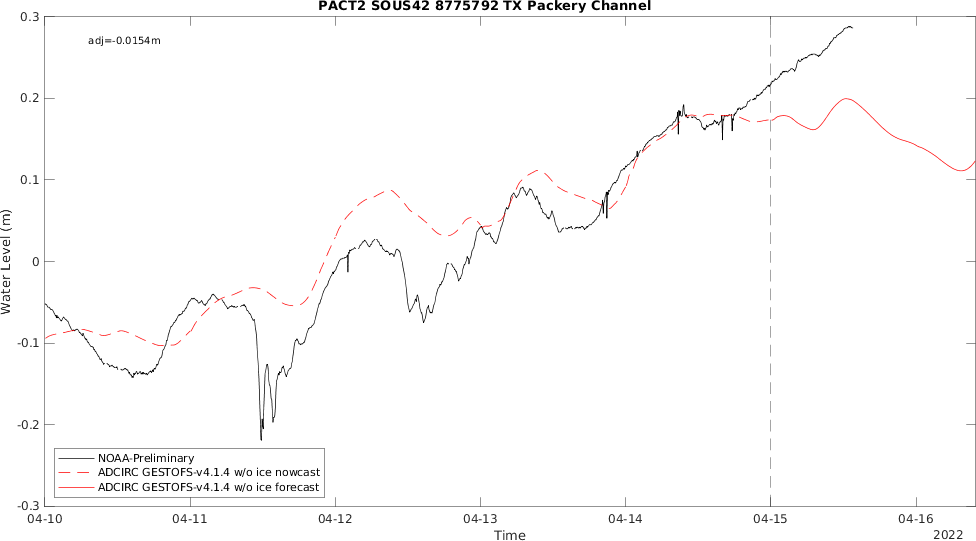 PACT2 SOUS42 8775792 TX Packery Channel
adj=-0.0154m
0.3
0.2
0.1
0
-0.1
-0.2
-0.3
Water Level (m)
NOAA-Preliminary
ADCIRC GESTOFS-v4.1.4 w/o ice nowcast
ADCIRC GESTOFS-v4.1.4 w/o ice forecast
04-10 04-11 04-12 04-13 04-14 04-15 04-16
Time
2022